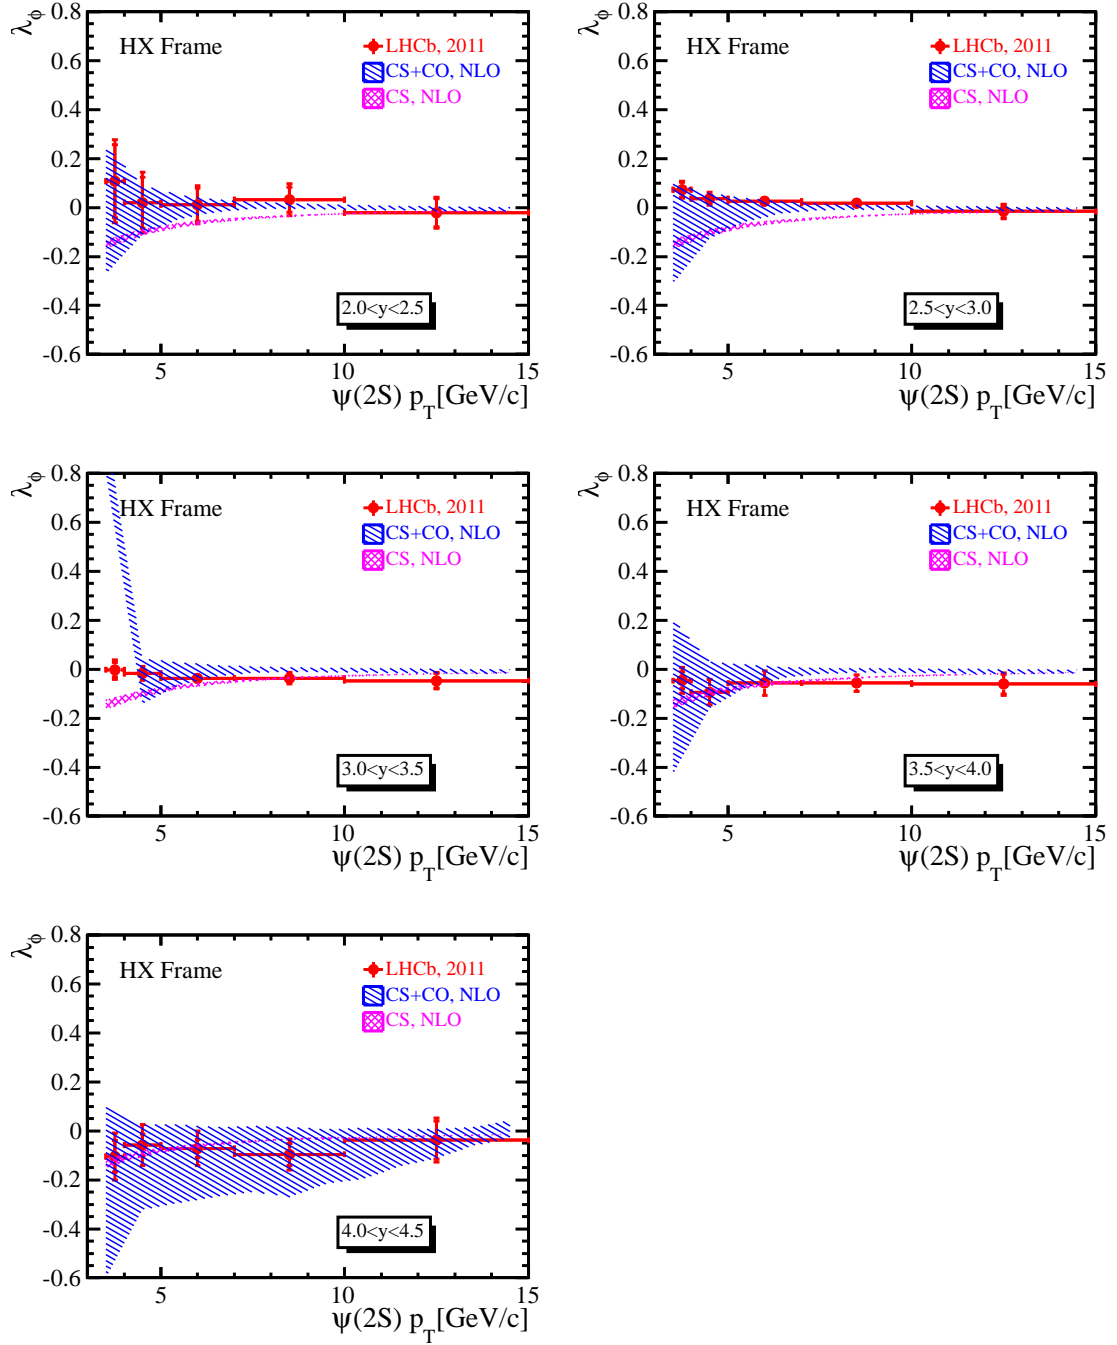 λϕ
0.8
0.6
0.4
0.2
0
-0.2
-0.4
-0.6
HX Frame
LHCb, 2011
CS+CO, NLO
CS, NLO
2.0<y<2.5
5
10
15
ψ(2S) pT[GeV/c]
λϕ
0.8
0.6
0.4
0.2
0
-0.2
-0.4
-0.6
HX Frame
LHCb, 2011
CS+CO, NLO
CS, NLO
2.5<y<3.0
5
10
15
ψ(2S) pT[GeV/c]
λϕ
0.8
0.6
0.4
0.2
0
-0.2
-0.4
-0.6
HX Frame
LHCb, 2011
CS+CO, NLO
CS, NLO
3.0<y<3.5
5
10
15
ψ(2S) pT[GeV/c]
λϕ
0.8
0.6
0.4
0.2
0
-0.2
-0.4
-0.6
HX Frame
LHCb, 2011
CS+CO, NLO
CS, NLO
3.5<y<4.0
5
10
15
ψ(2S) pT[GeV/c]
λϕ
0.8
0.6
0.4
0.2
0
-0.2
-0.4
-0.6
HX Frame
LHCb, 2011
CS+CO, NLO
CS, NLO
4.0<y<4.5
5
10
15
ψ(2S) pT[GeV/c]